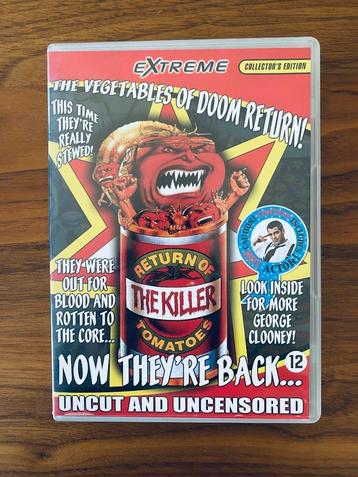 EXTREME
COLLECTOR'S EDITION
THE VEGETABLES OF DOOM RETURN!
THIS TIME
THEY'RE
REALLY
STEWED!
RETURN OF
THE KILLER
TOMATOES
THEY WERE
OUT FOR
BLOOD AND
ROTTEN TO
THE CORE...
ACTOR!
LOOK INSIDE
FOR MORE
GEORGE
CLOONEY!
NOW THEY'RE BACK...
12
UNCUT AND UNCENSORED